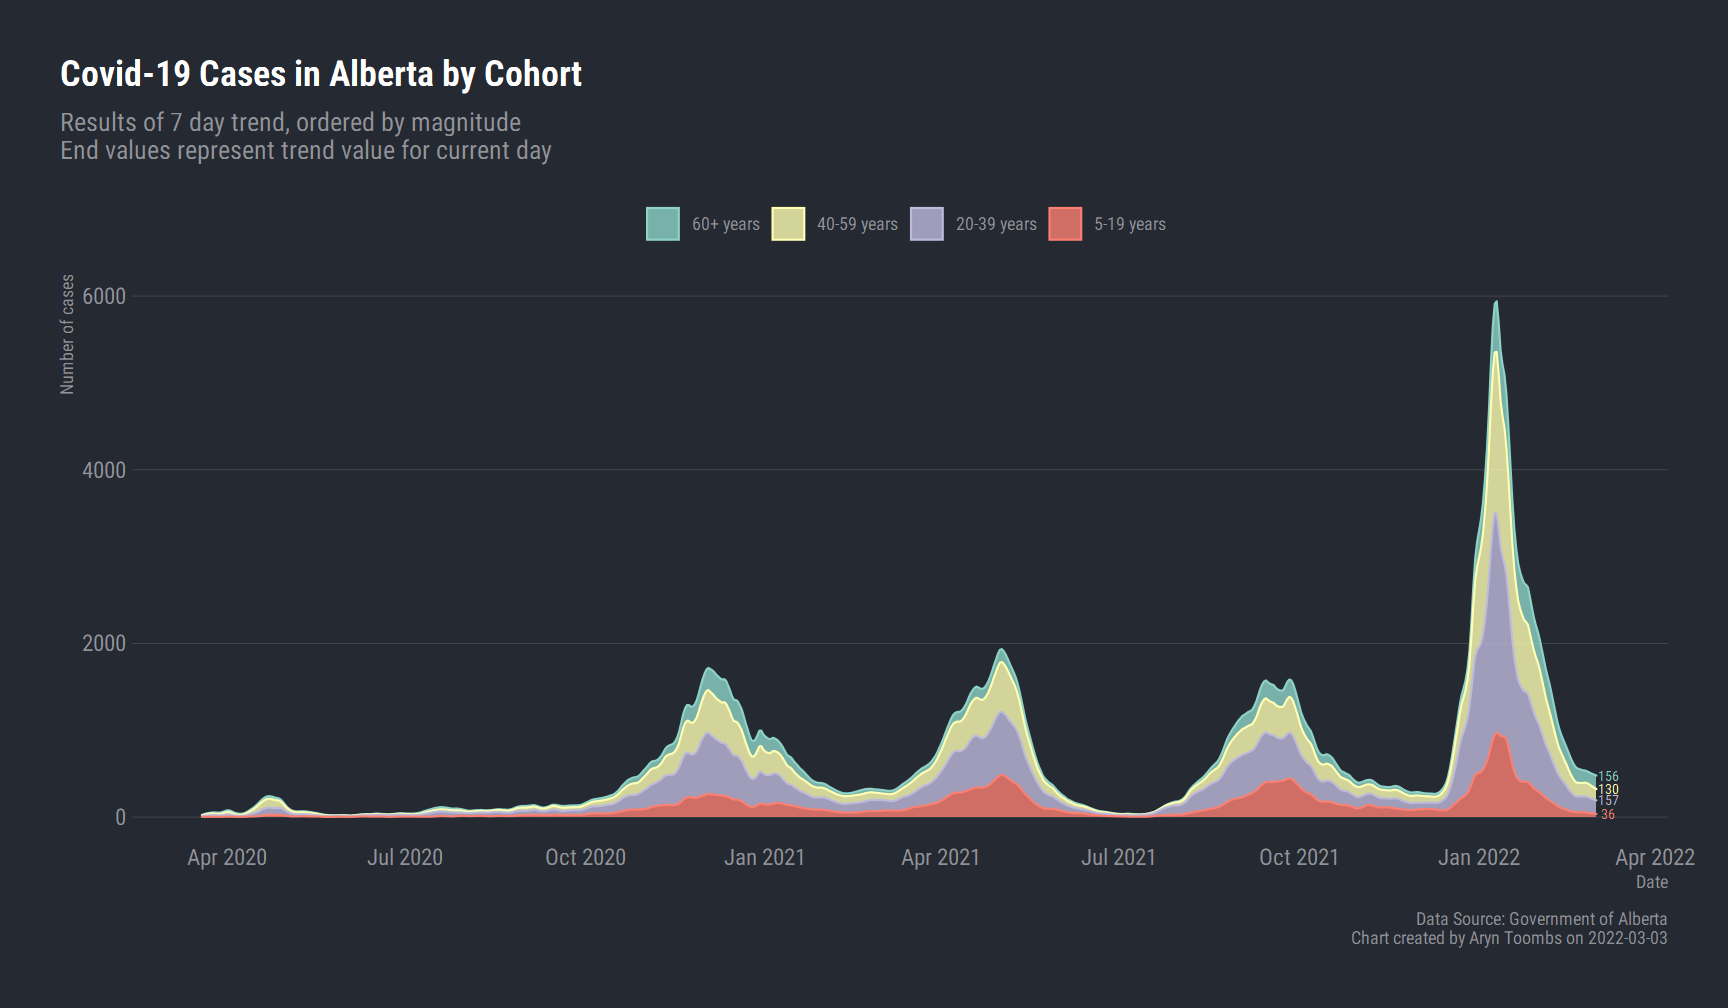 Covid-19 Cases in Alberta by Cohort
Results of 7 day trend, ordered by magnitude
End values represent trend value for current day
60+ years 40-59 years 20-39 years 5-19 years
Number of cases
6000
4000
2000
0
156
130
157
36
Apr 2020 Jul 2020 Oct 2020 Jan 2021 Apr 2021 Jul 2021 Oct 2021 Jan 2022 Apr 2022
Date
Data Source: Government of Alberta
Chart created by Aryn Toombs on 2022-03-03